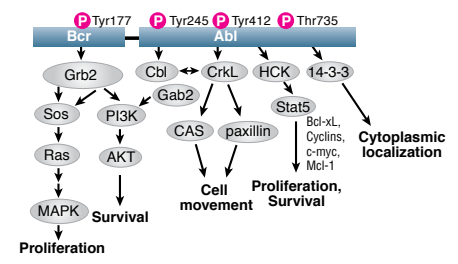 P Tyr177 P Tyr245 P Tyr412 P Thr735
Bcr Abl
Grb2 Cbl CrkL HCK 14-3-3
Gab2
Sos PI3K Stat5
CAS paxillin
Bcl-xL,
Cyclins,
c-myc,
Mcl-1
Cytoplasmic
localization
Ras AKT
Cell
movement
Proliferation,
Survival
MAPK Survival
Proliferation